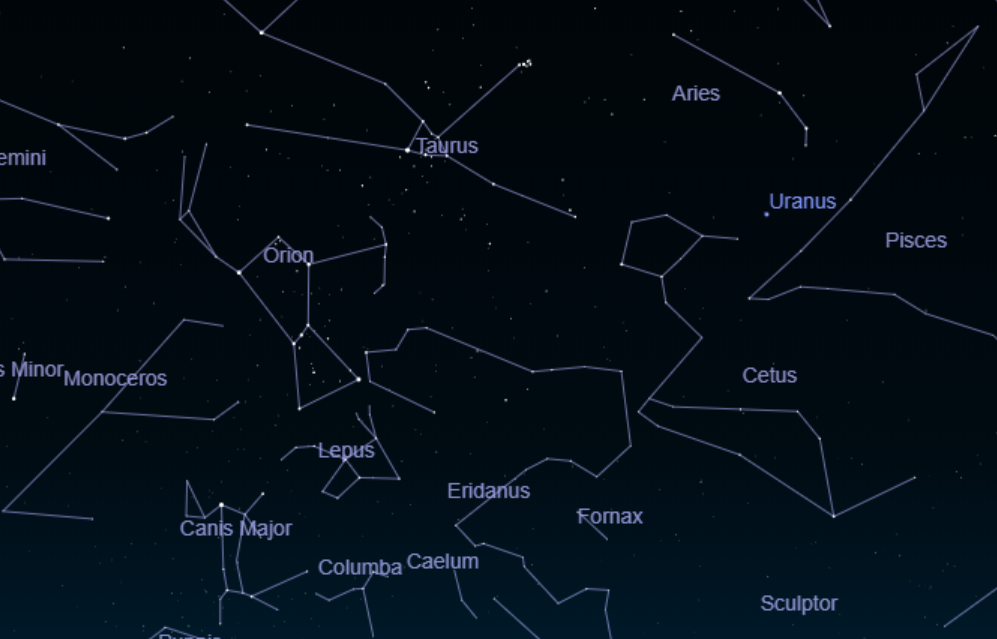 Aries
Taurus
emini
Uranus
Pisces
Orion
s Minor
Monoceros
Cetus
Lepus
Eridanus
Fornax
Canis Major
Columba
Caelum
Sculptor